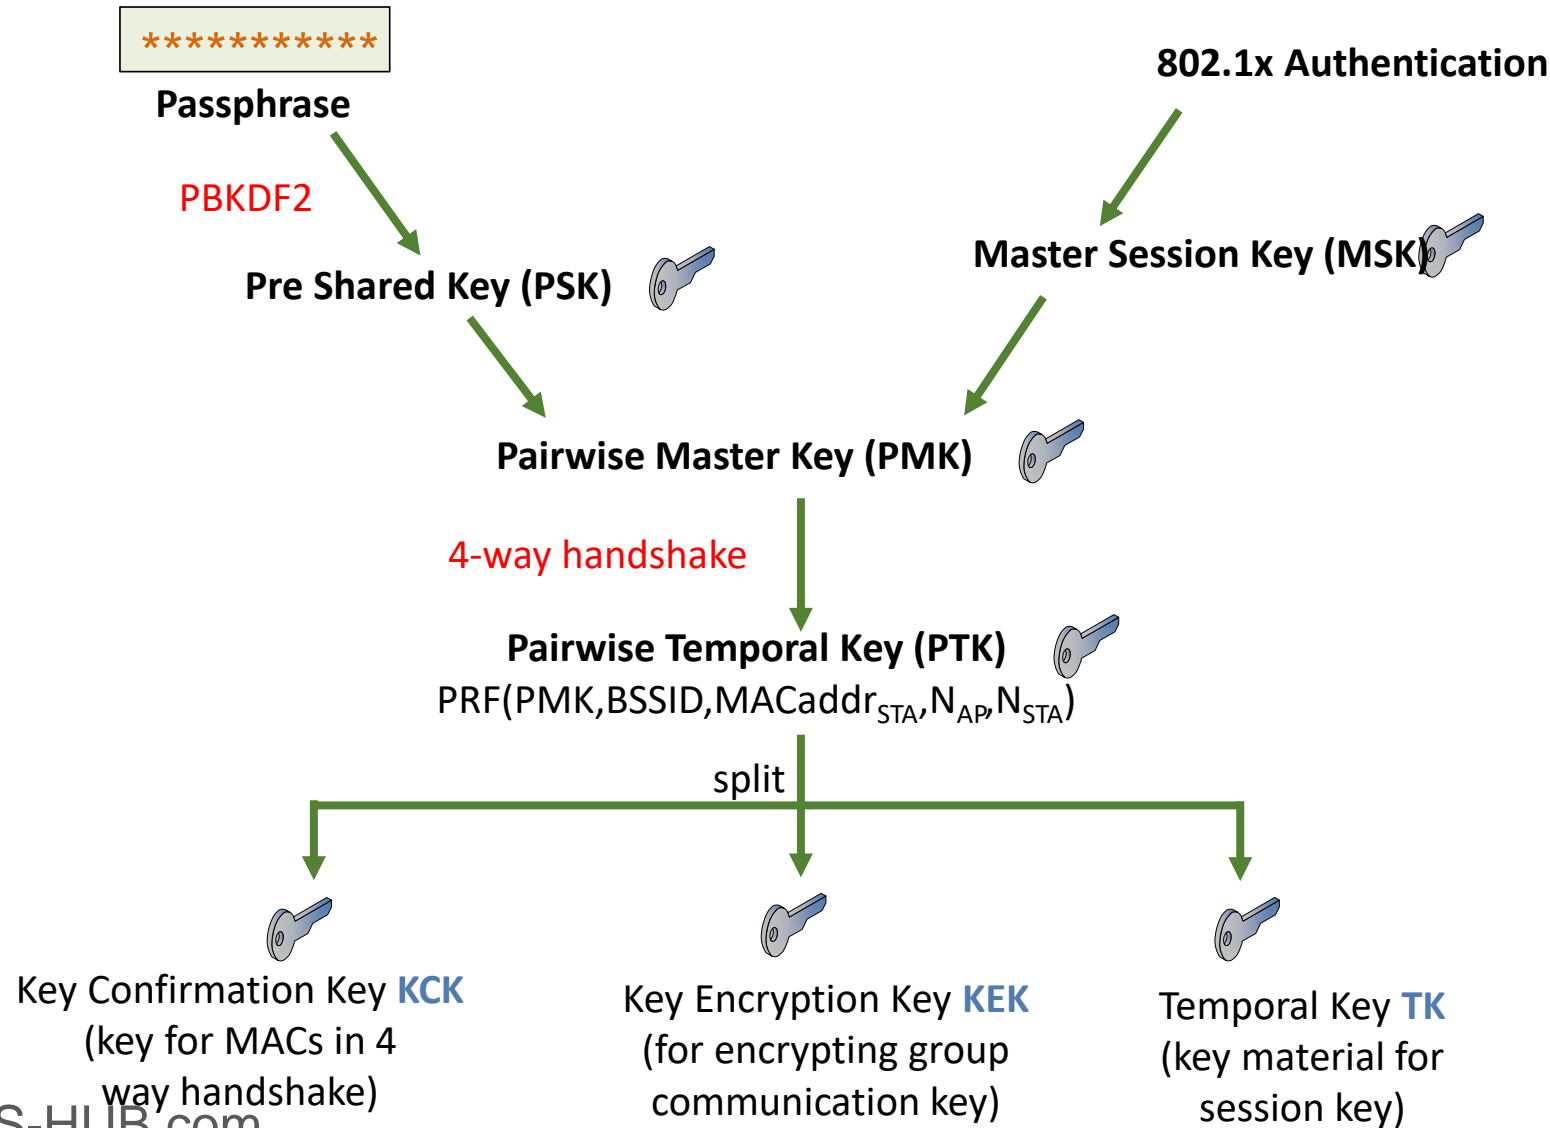 ***********
Passphrase
802.1x Authentication
PBKDF2
Pre Shared Key (PSK)
Master Session Key (MSK)
Pairwise Master Key (PMK)
4-way handshake
Pairwise Temporal Key (PTK)
PRF(PMK,BSSID,MACaddrSTA,NAP,NSTA)
split
Key Confirmation Key KCK
(key for MACs in 4
way handshake)
Key Encryption Key KEK
(for encrypting group
communication key)
Temporal Key TK
(key material for
session key)
S-HUB.com